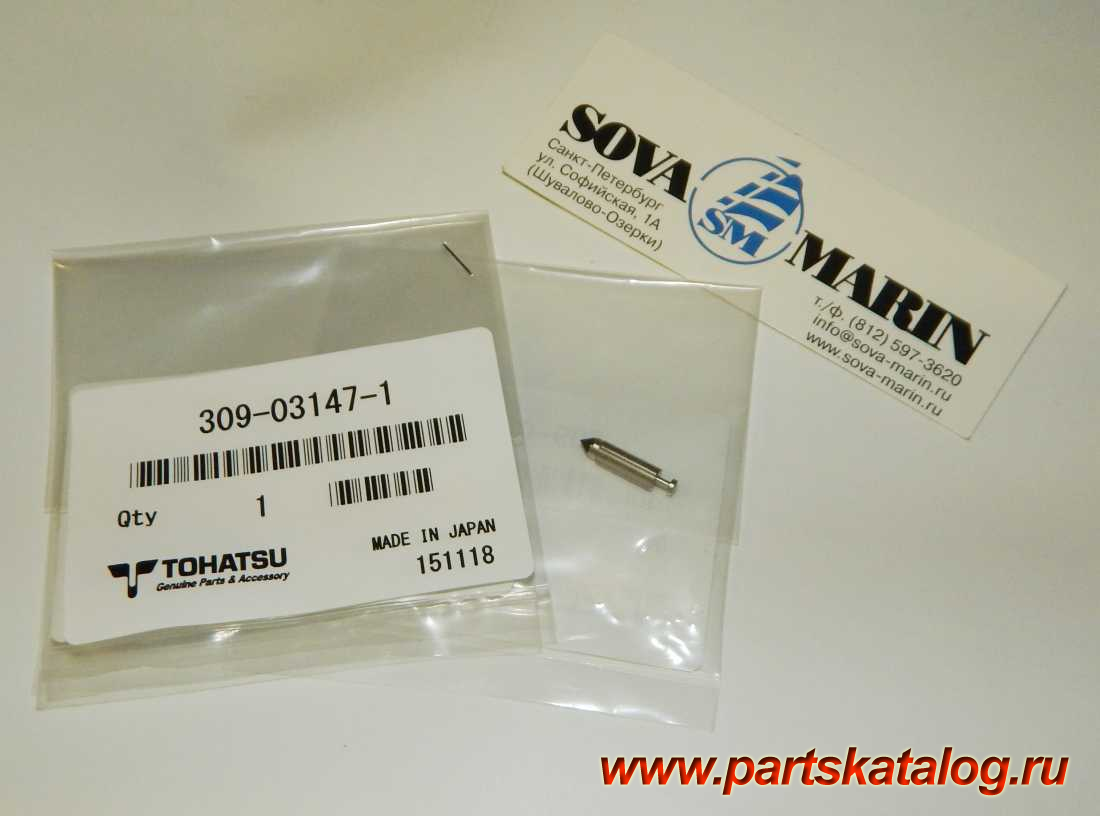 SOVA
SM
MARIN
Санкт-Петербург
ул. Софийская, 1А
(Шувалово-Озерки)
т./ф. (812) 597-3620
info@sova-marin.ru
www.sova-marin.ru
309-03147-1
Qty 1
MADE IN JAPAN
151118
TOHATSU
Genuine Parts & Accessory
www.partskatalog.ru